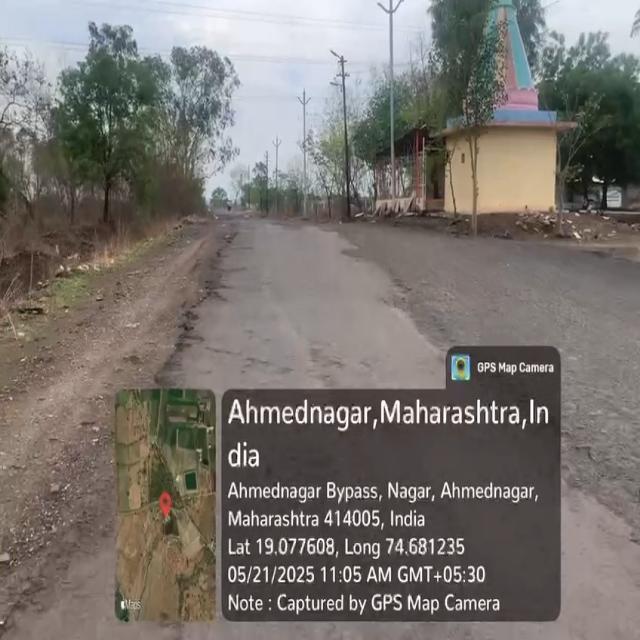 GPS Map Camera
Ahmednagar,Maharashtra,In
dia
Ahmednagar Bypass, Nagar, Ahmednagar,
Maharashtra 414005, India
Lat 19.077608, Long 74.681235
05/21/2025 11:05 AM GMT+05:30
Note : Captured by GPS Map Camera
Maps